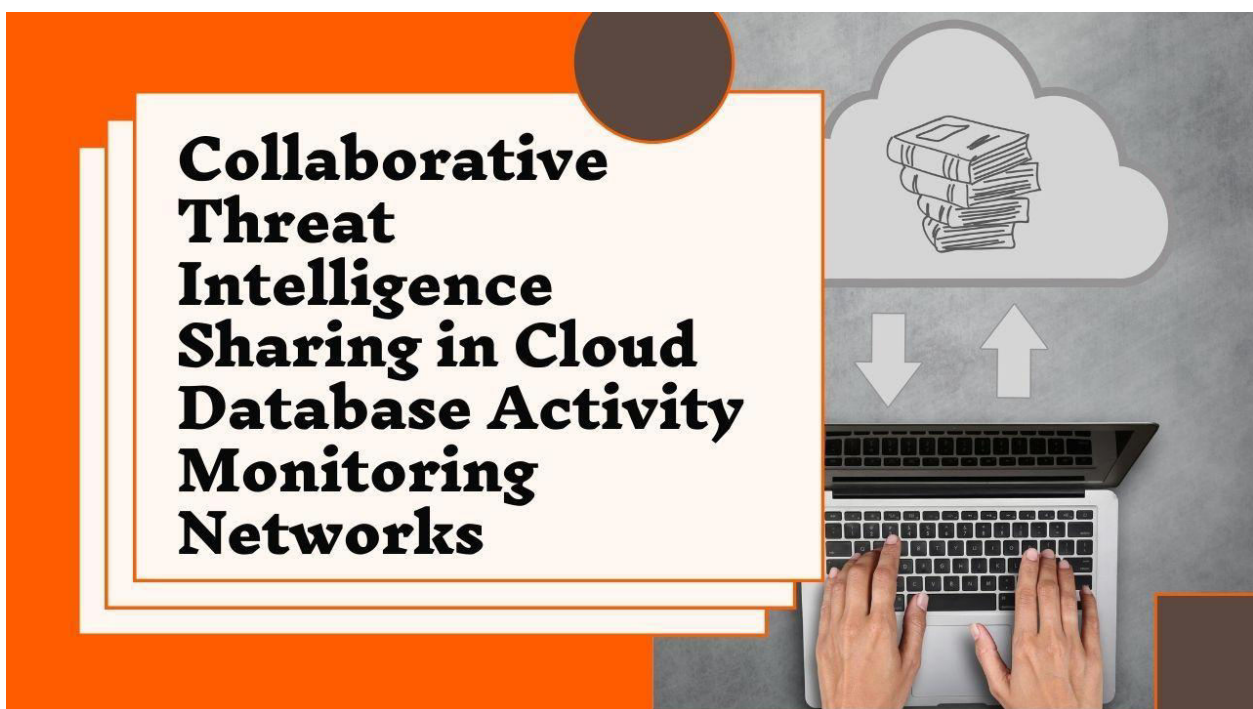 Collaborative
Threat
Intelligence
Sharing in Cloud
Database Activity
Monitoring
Networks